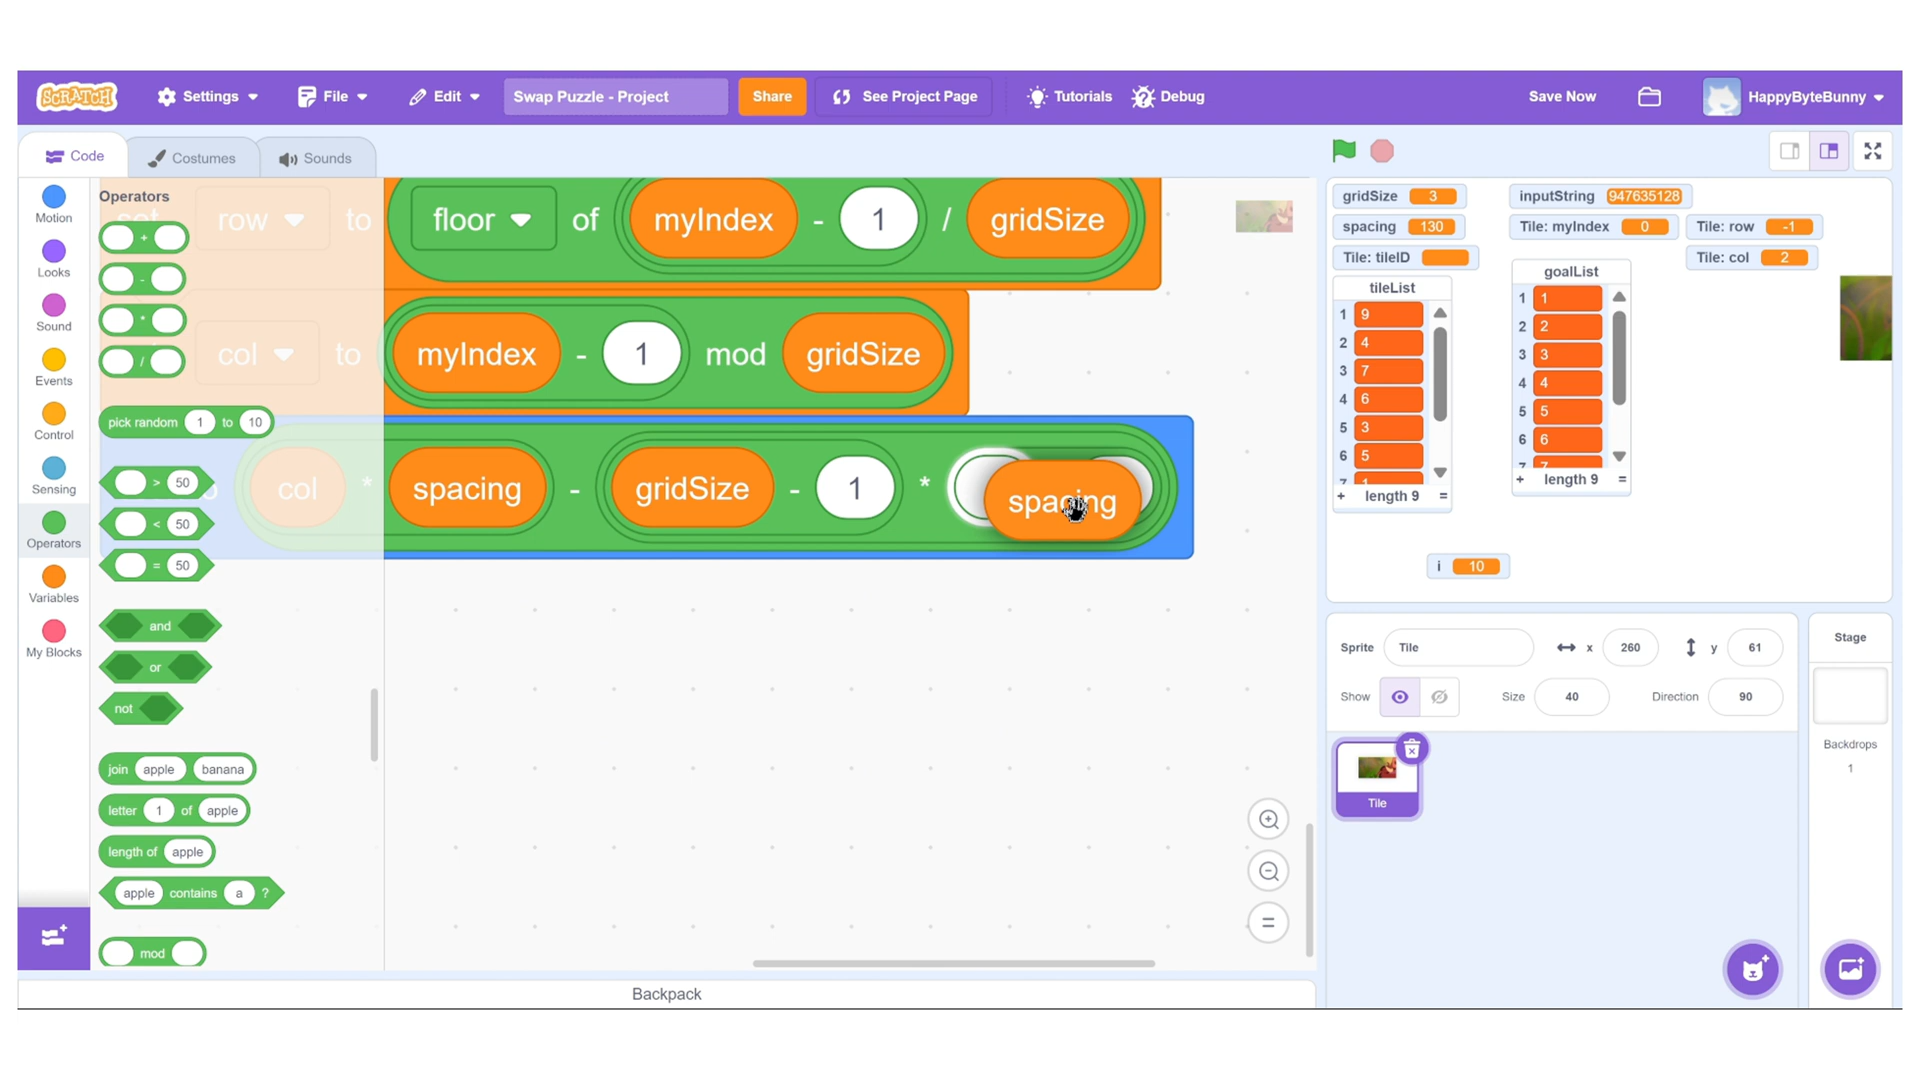 SCRATCH Settings File Edit Swap Puzzle - Project Share See Project Page Tutorials Debug Save Now HappyByteBunny
Code Costumes Sounds
Motion
Looks
Sound
Events
Control
Sensing
Operators
Variables
My Blocks
Operators
+
-
*
/
pick random 1 to 10
> 50
< 50
= 50
and
or
not
join apple banana
letter 1 of apple
length of apple
apple contains a ?
mod
set row to floor of myIndex - 1 / gridSize
col to myIndex - 1 mod gridSize
col * spacing - gridSize - 1 * spacing
Backpack
gridSize 3
spacing 130
Tile: tileID
inputString 947635128
Tile: myIndex 0
Tile: row -1
Tile: col 2
tileList
1 9
2 4
3 7
4 6
5 3
6 5
+ length 9 =
goalList
1 1
2 2
3 3
4 4
5 5
6 6
7 7
+ length 9 =
i 10
Sprite Tile x 260 y 61
Show Size 40 Direction 90
Tile
Stage
Backdrops
1